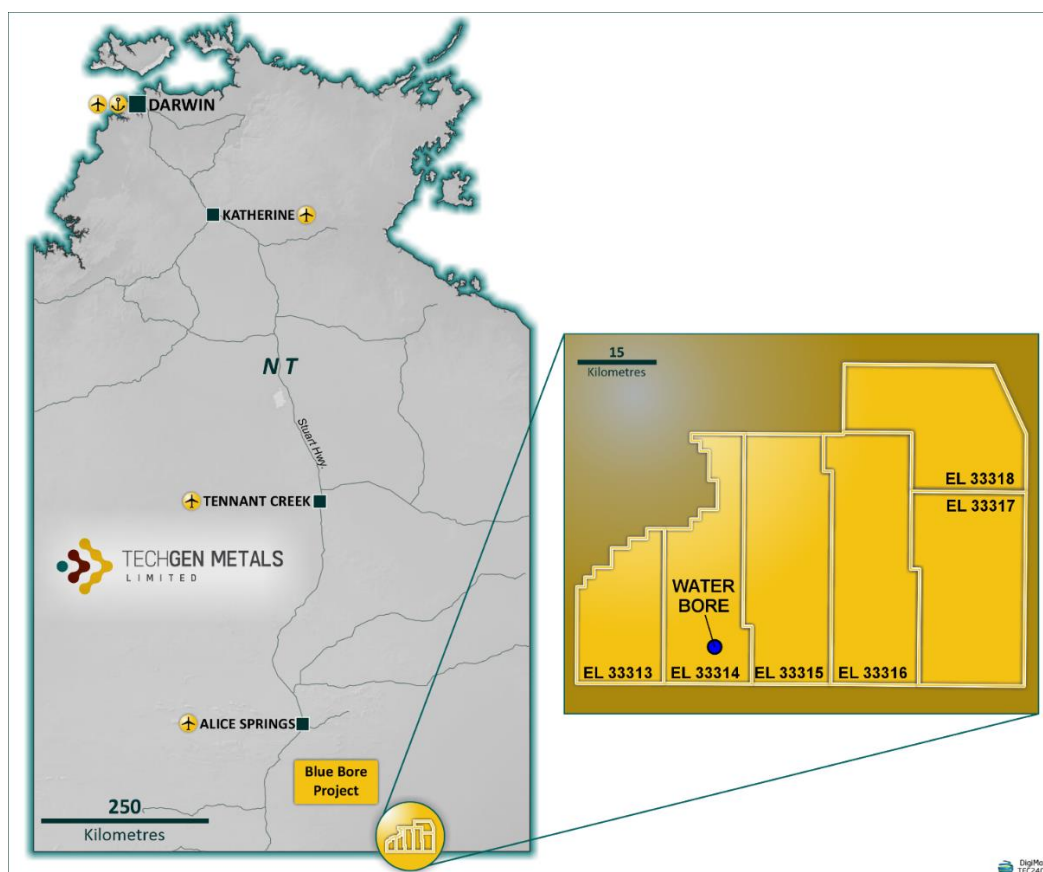 DARWIN
KATHERINE
N T
Stuart Hwy.
TENNANT CREEK
TECHGEN METALS
LIMITED
ALICE SPRINGS
Blue Bore
Project
250
Kilometres
15
Kilometres
EL 33318
EL 33317
WATER
BORE
EL 33313
EL 33314
EL 33315
EL 33316